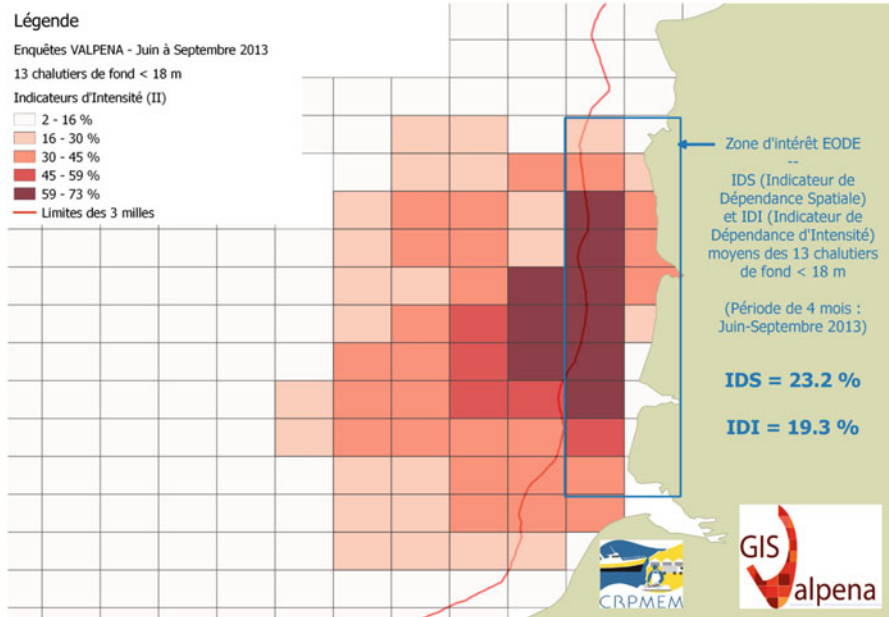 Légende
Enquêtes VALPENA - Juin à Septembre 2013
13 chalutiers de fond < 18 m
Indicateurs d'Intensité (II)
2 - 16 %
16 - 30 %
30 - 45 %
45 - 59 %
59 - 73 %
Limites des 3 milles
Zone d'intérêt EODE
--
IDS (Indicateur de
Dépendance Spatiale)
et IDI (Indicateur de
Dépendance d'Intensité)
moyens des 13 chalutiers
de fond < 18 m
(Période de 4 mois :
Juin-Septembre 2013)
IDS = 23.2 %
IDI = 19.3 %
CRPMEM
GIS
Valpena